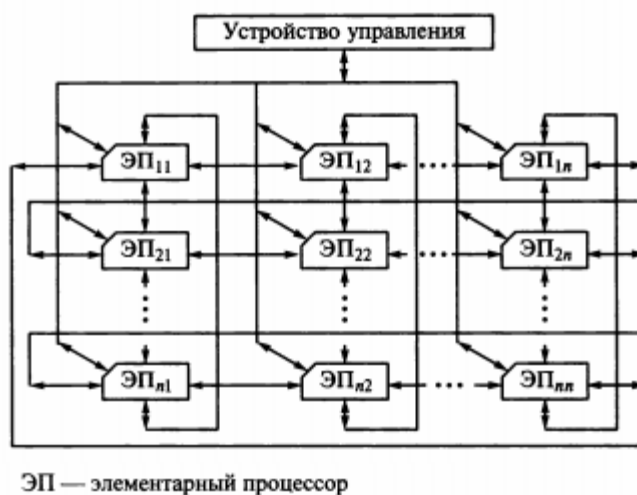 Устройство управления
ЭП₁₁ ЭП₁₂ ... ЭП₁ₙ
ЭП₂₁ ЭП₂₂ ... ЭП₂ₙ
ЭПₙ₁ ЭПₙ₂ ... ЭПₙₙ
ЭП — элементарный процессор